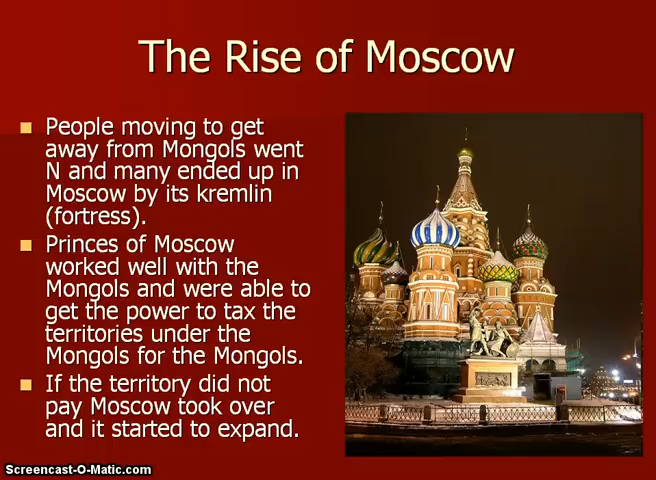 The Rise of Moscow
People moving to get
away from Mongols went
N and many ended up in
Moscow by its kremlin
(fortress).
Princes of Moscow
worked well with the
Mongols and were able to
get the power to tax the
territories under the
Mongols for the Mongols.
If the territory did not
pay Moscow took over
and it started to expand.
Screencast-O-Matic.com